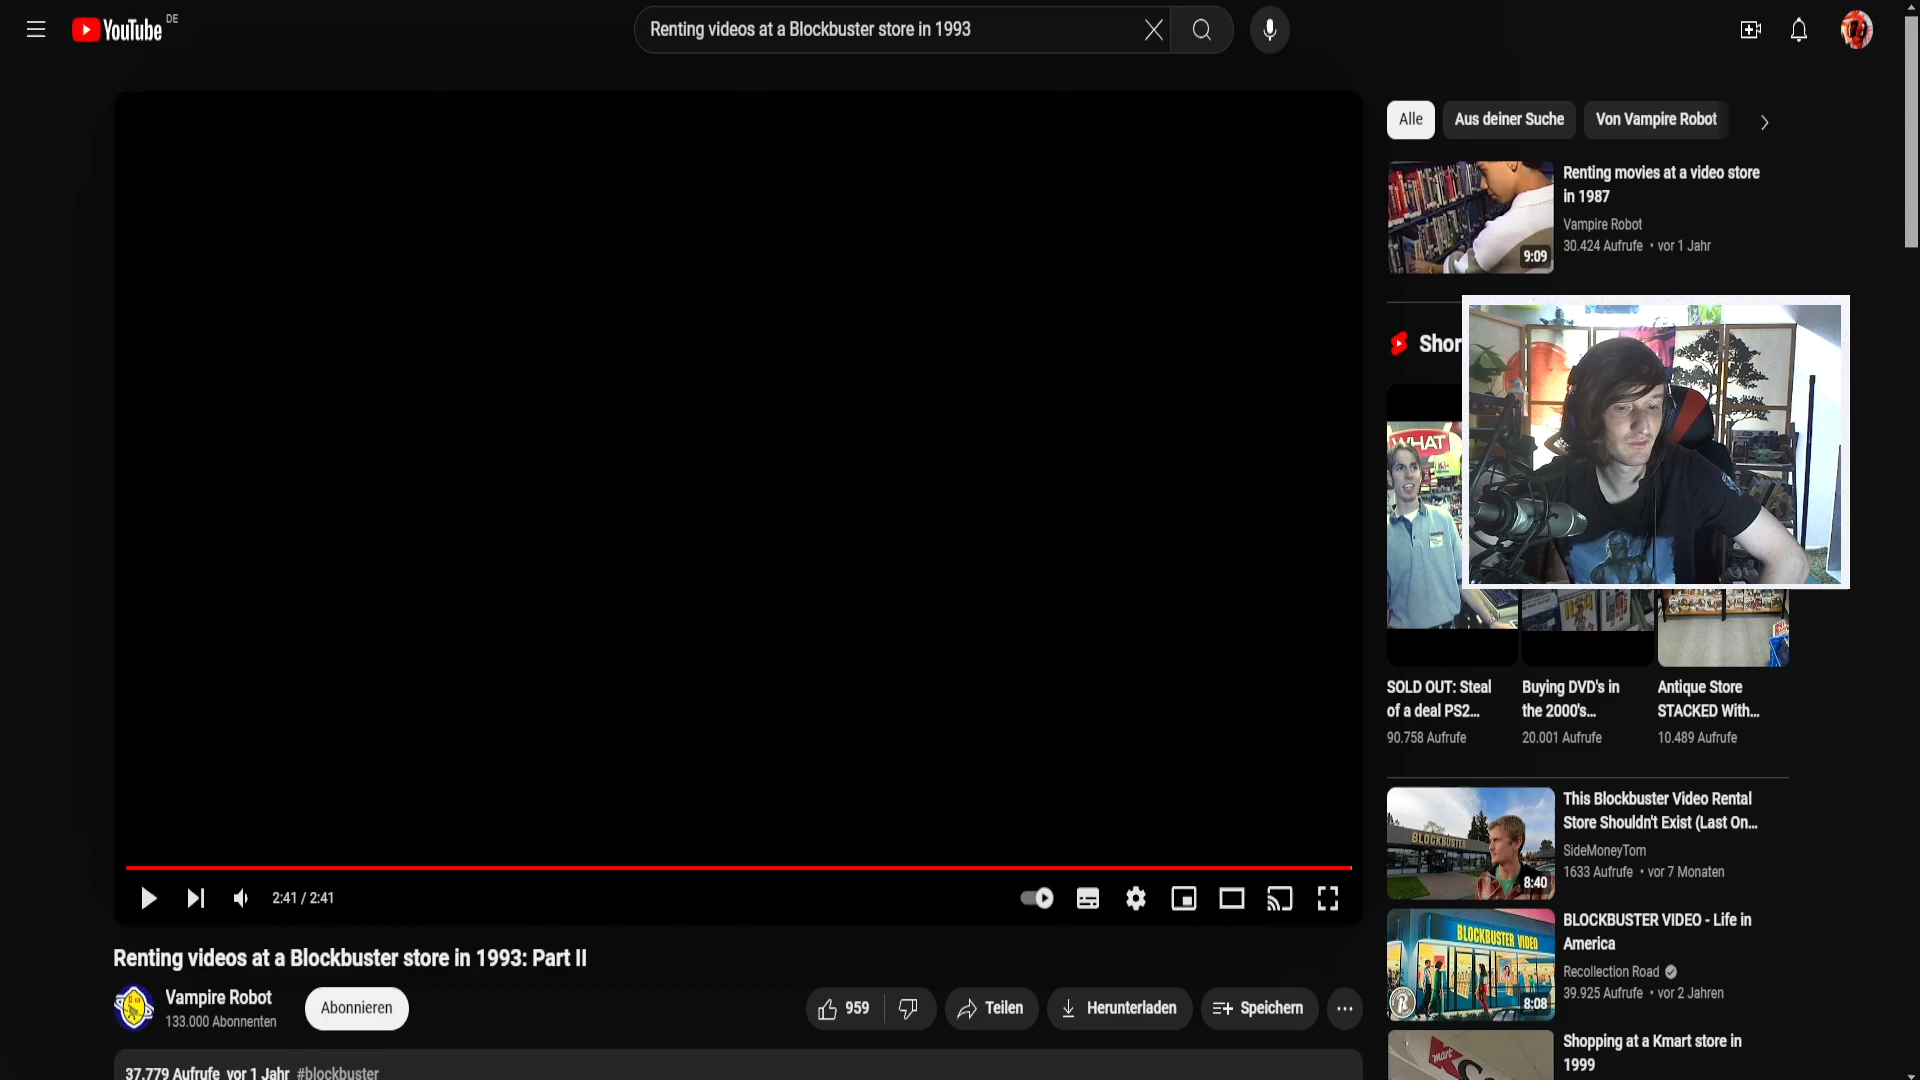 YouTube DE
Renting videos at a Blockbuster store in 1993
Alle
Aus deiner Suche
Von Vampire Robot
Renting movies at a video store
in 1987
Vampire Robot
30.424 Aufrufe • vor 1 Jahr
9:09
Shor
WHAT
SOLD OUT: Steal
of a deal PS2...
90.758 Aufrufe
Buying DVD's in
the 2000's...
20.001 Aufrufe
Antique Store
STACKED With...
10.489 Aufrufe
2:41 / 2:41
Renting videos at a Blockbuster store in 1993: Part II
Vampire Robot
133.000 Abonnenten
Abonnieren
959
Teilen
Herunterladen
Speichern
37.779 Aufrufe vor 1 Jahr #blockbuster
BLOCKBUSTER
8:40
This Blockbuster Video Rental
Store Shouldn't Exist (Last On...
SideMoneyTom
1633 Aufrufe • vor 7 Monaten
BLOCKBUSTER VIDEO
8:08
BLOCKBUSTER VIDEO - Life in
America
Recollection Road
39.925 Aufrufe • vor 2 Jahren
K
mart
Shopping at a Kmart store in
1999